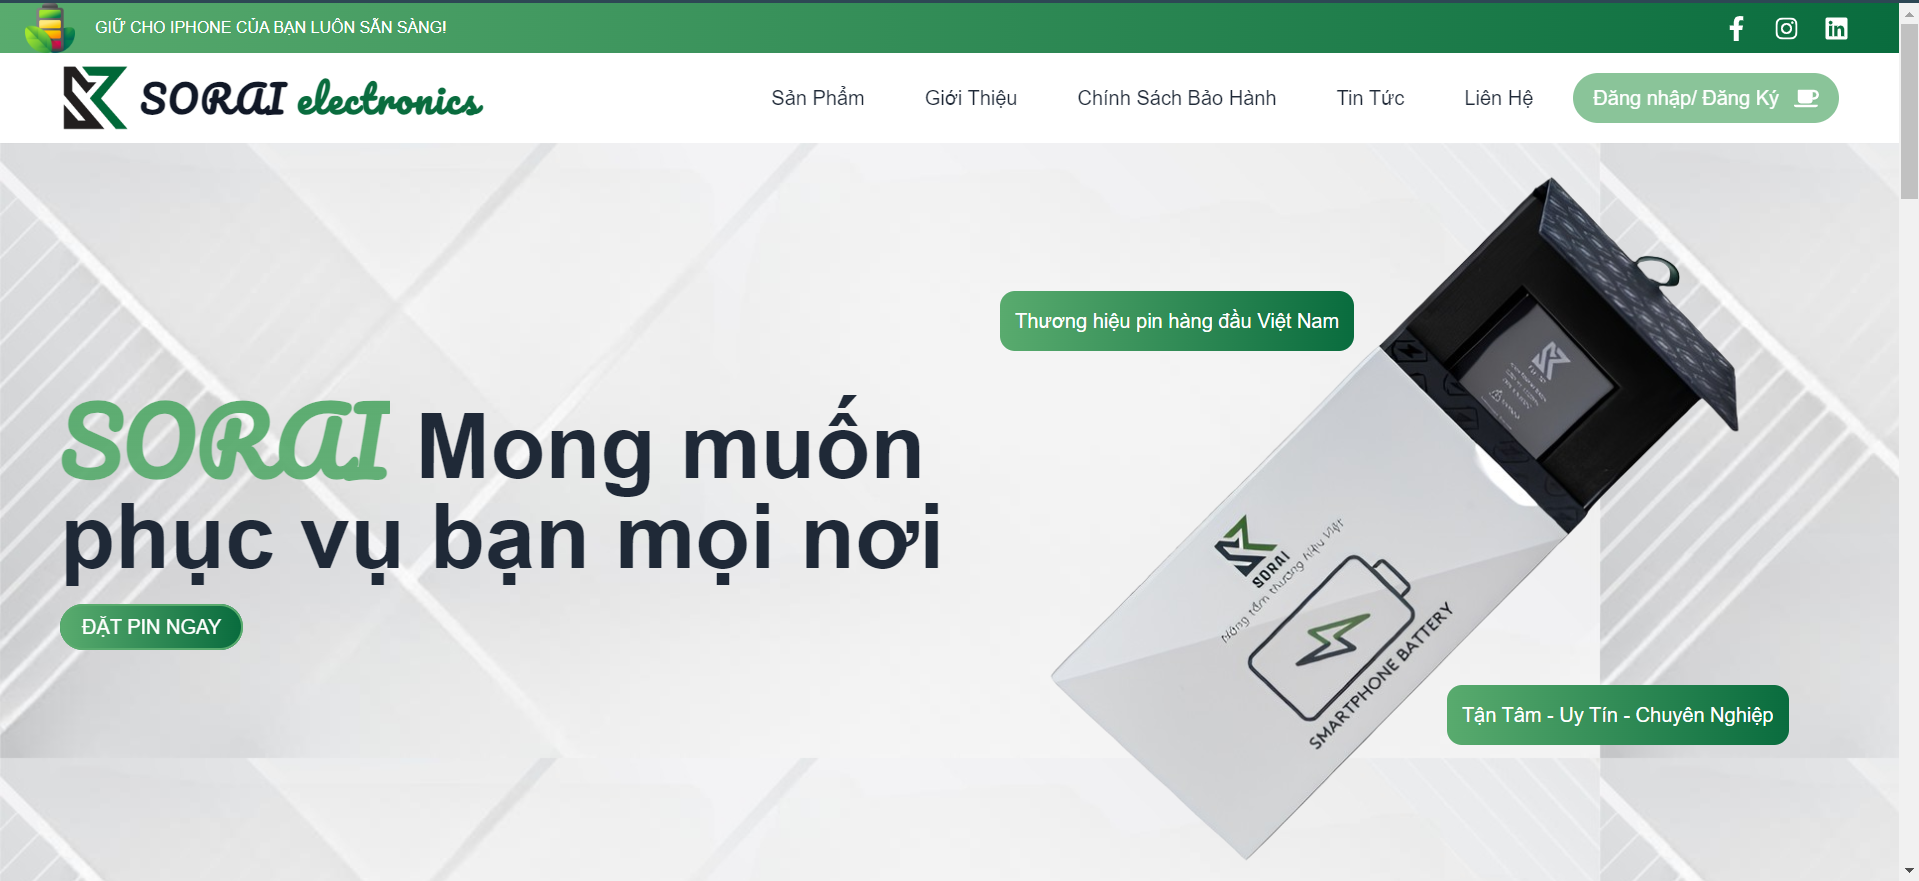 GIỮ CHO IPHONE CỦA BẠN LUÔN SẴN SÀNG!
SORAI electronics
Sản Phẩm
Giới Thiệu
Chính Sách Bảo Hành
Tin Tức
Liên Hệ
Đăng nhập/ Đăng Ký
Thương hiệu pin hàng đầu Việt Nam
SORAI Mong muốn
phục vụ bạn mọi nơi
ĐẶT PIN NGAY
SORAI
Nâng tầm thương hiệu Việt
SMARTPHONE BATTERY
Tận Tâm - Uy Tín - Chuyên Nghiệp